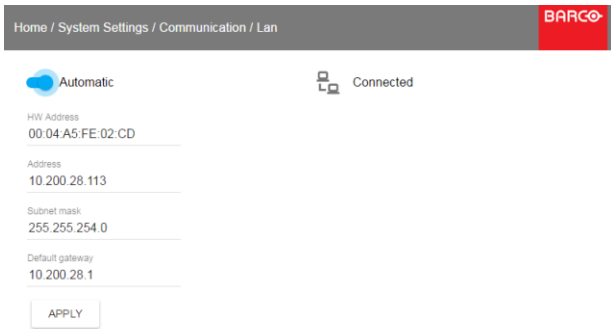 Home / System Settings / Communication / Lan
BARCO
Automatic
Connected
HW Address
00:04:A5:FE:02:CD
Address
10.200.28.113
Subnet mask
255.255.254.0
Default gateway
10.200.28.1
APPLY